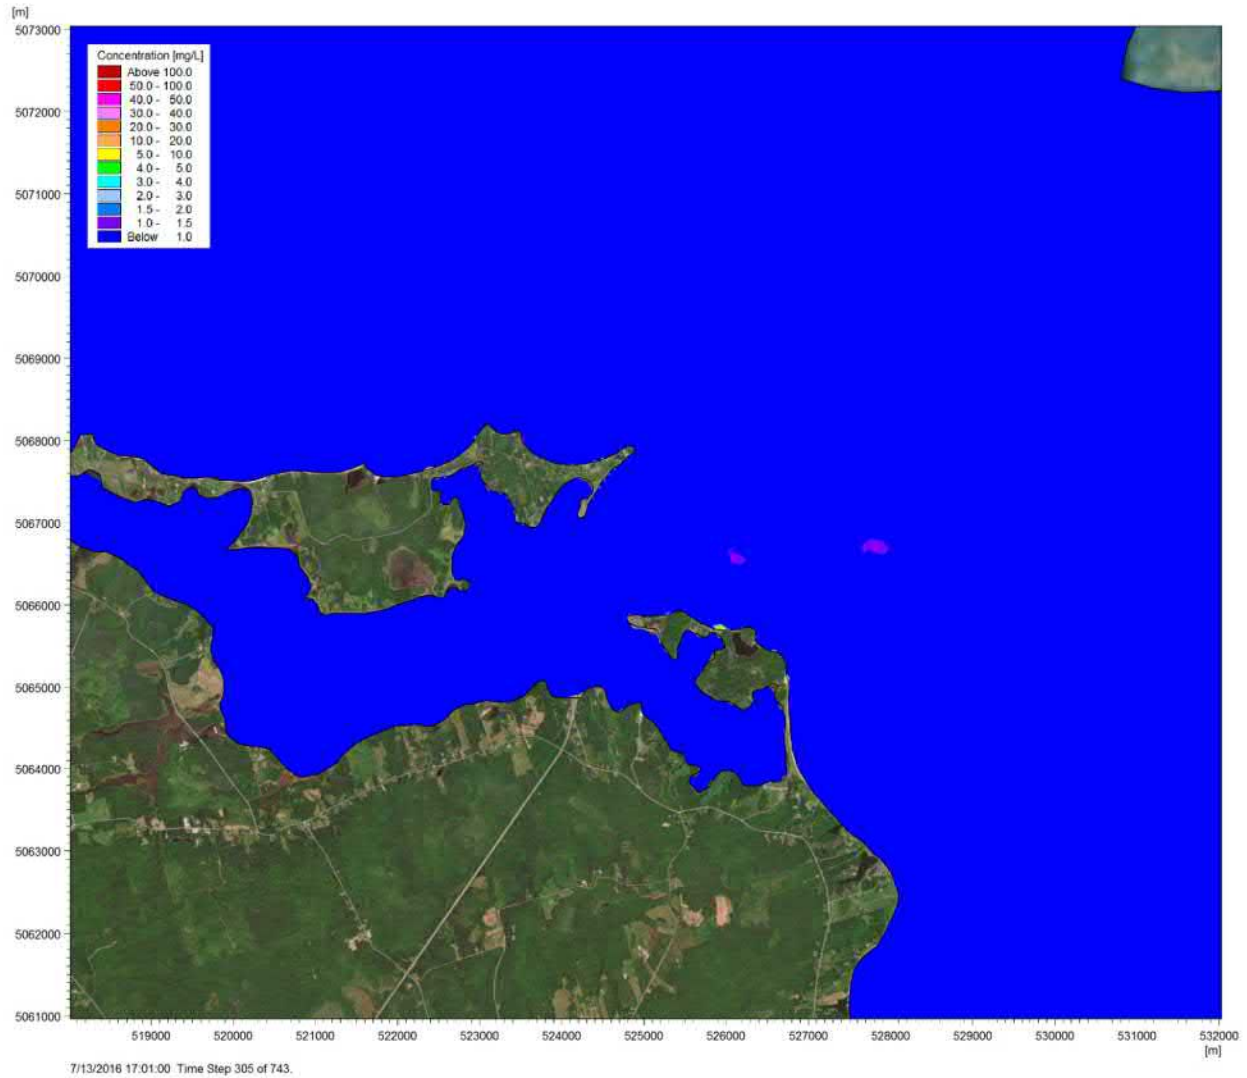 [m]
5073000
5072000
5071000
5070000
5069000
5068000
5067000
5066000
5065000
5064000
5063000
5062000
5061000
Concentration [mg/L]
Above 100.0
50.0 - 100.0
40.0 - 50.0
30.0 - 40.0
20.0 - 30.0
10.0 - 20.0
5.0 - 10.0
4.0 - 5.0
3.0 - 4.0
2.0 - 3.0
1.5 - 2.0
1.0 - 1.5
Below 1.0
519000 520000 521000 522000 523000 524000 525000 526000 527000 528000 529000 530000 531000 532000
[m]
7/13/2016 17:01:00 Time Step 305 of 743.